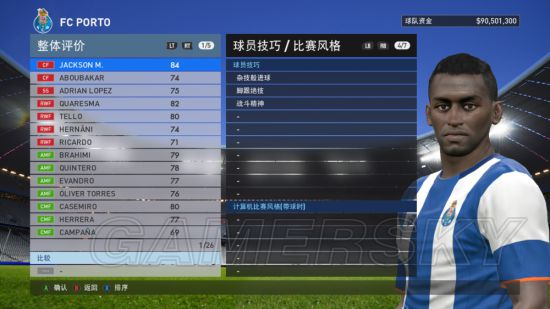 FC PORTO
球队资金 $90,501,300
整体评价 LT RT 1/5
球员技巧 / 比赛风格 LB RB 4/7
CF JACKSON M. 84
CF ABOUBAKAR 74
SS ADRIAN LOPEZ 75
RWF QUARESMA 82
RWF TELLO 80
RWF HERNÂNI 74
RWF RICARDO 71
AMF BRAHIMI 79
AMF QUINTERO 78
AMF EVANDRO 77
AMF OLIVER TORRES 76
CMF CASEMIRO 80
CMF HERRERA 77
CMF CAMPAÑA 69
1/26
比较
--- -
球员技巧
杂技般进球
脚跟绝技
战斗精神
-
-
-
-
-
-
-
计算机比赛风格[带球时]
-
-
-
-
GAMERSKY
A 确认 B 返回 X 排序